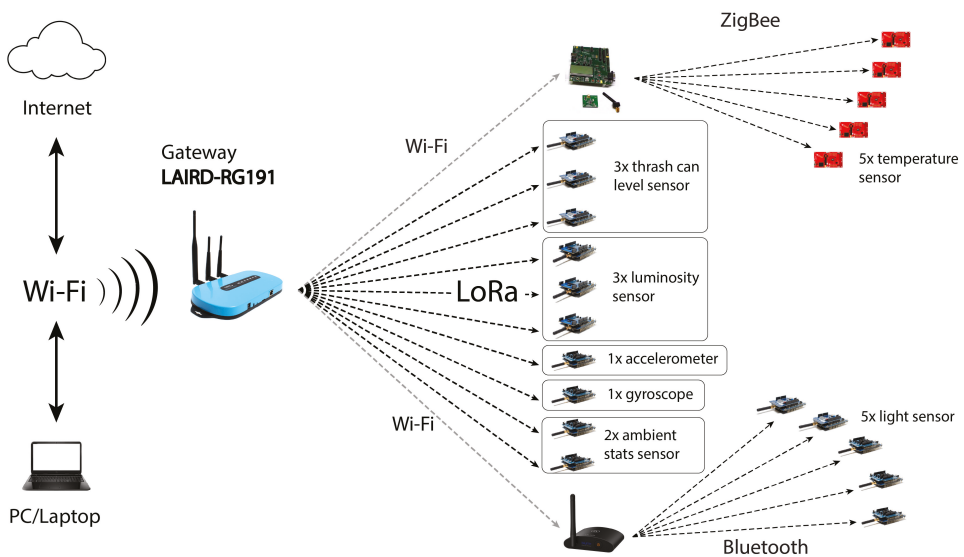 ZigBee
Internet
Wi-Fi
Gateway
LAIRD-RG191
3x thrash can
level sensor
5x temperature
sensor
Wi-Fi
LoRa
3x luminosity
sensor
1x accelerometer
1x gyroscope
Wi-Fi
2x ambient
stats sensor
5x light sensor
PC/Laptop
Bluetooth